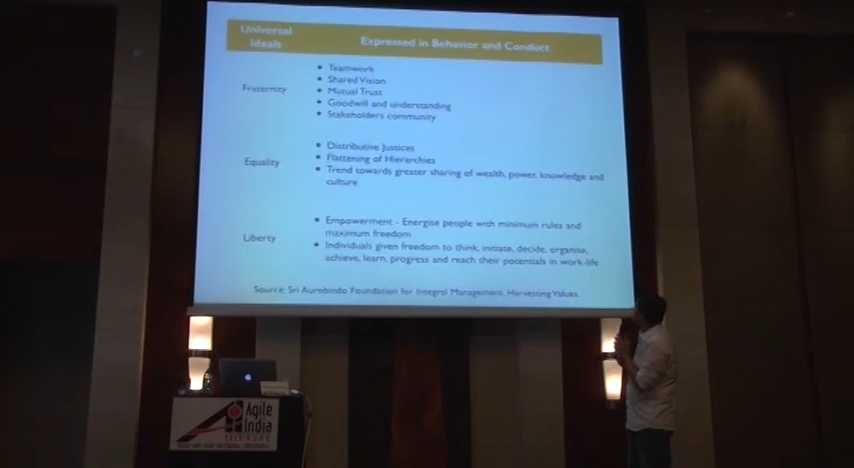 Universal Ideals
Expressed in Behavior and Conduct
Fraternity
• Teamwork
• Shared Vision
• Mutual Trust
• Goodwill and understanding
• Stakeholders community
Equality
• Distributive Justices
• Flattening of Hierarchies
• Trend towards greater sharing of wealth, power, knowledge and
culture
Liberty
• Empowerment - Energise people with minimum rules and
maximum freedom
• Individuals given freedom to think, initiate, decide, organise,
achieve, learn, progress and reach their potentials in work-life
Source: Sri Aurobindo Foundation for Integral Management, Harvesting Values.
Agile
India